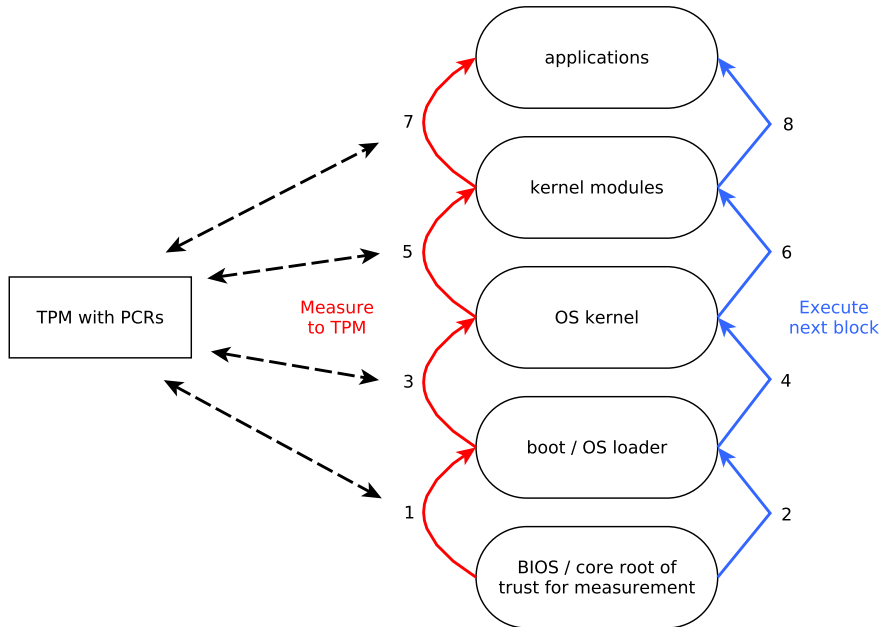 applications
7
8
kernel modules
5
6
TPM with PCRs
Measure
to TPM
OS kernel
Execute
next block
3
4
boot / OS loader
1
2
BIOS / core root of
trust for measurement